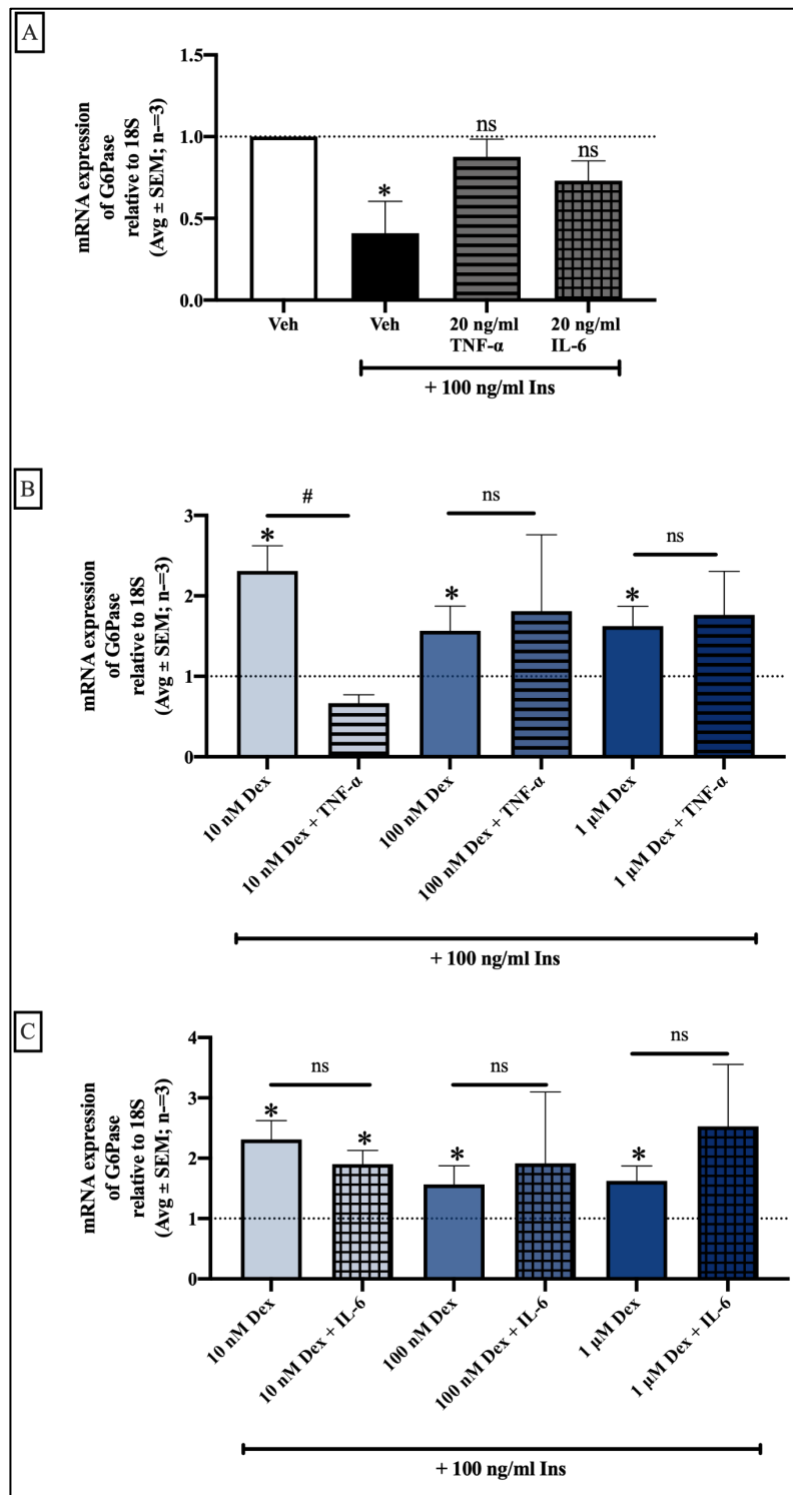 A
mRNA expression
of G6Pase
relative to 18S
(Avg ± SEM; n-=3)
1.5
1.0
0.5
0.0
*
ns
ns
Veh
Veh
20 ng/ml
TNF-α
20 ng/ml
IL-6
+ 100 ng/ml Ins
B
mRNA expression
of G6Pase
relative to 18S
(Avg ± SEM; n-=3)
3
2
1
0
#
ns
ns
*
*
*
10 nM Dex
10 nM Dex + TNF-α
100 nM Dex
100 nM Dex + TNF-α
1 µM Dex
1 µM Dex + TNF-α
+ 100 ng/ml Ins
C
mRNA expression
of G6Pase
relative to 18S
(Avg ± SEM; n-=3)
4
3
2
1
0
ns
ns
ns
*
*
*
*
10 nM Dex
10 nM Dex + IL-6
100 nM Dex
100 nM Dex + IL-6
1 µM Dex
1 µM Dex + IL-6
+ 100 ng/ml Ins